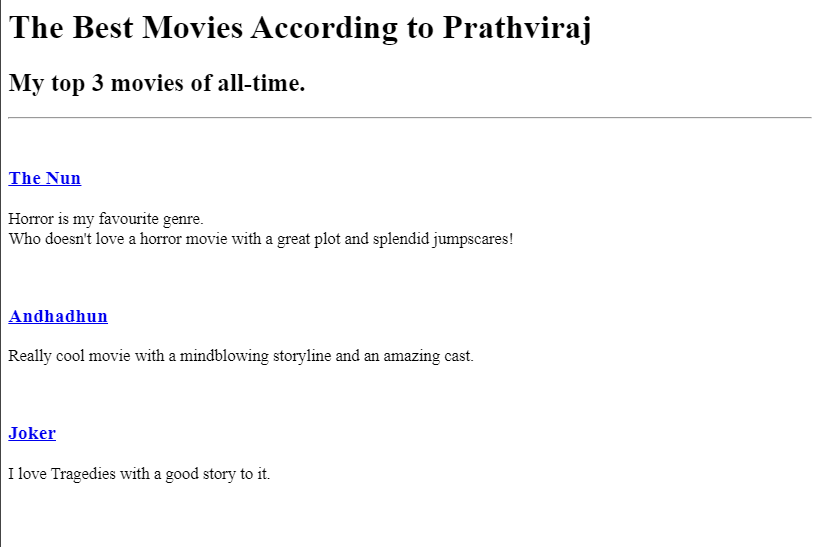 The Best Movies According to Prathviraj
My top 3 movies of all-time.
The Nun
Horror is my favourite genre.
Who doesn't love a horror movie with a great plot and splendid jumpscares!
Andhadhun
Really cool movie with a mindblowing storyline and an amazing cast.
Joker
I love Tragedies with a good story to it.